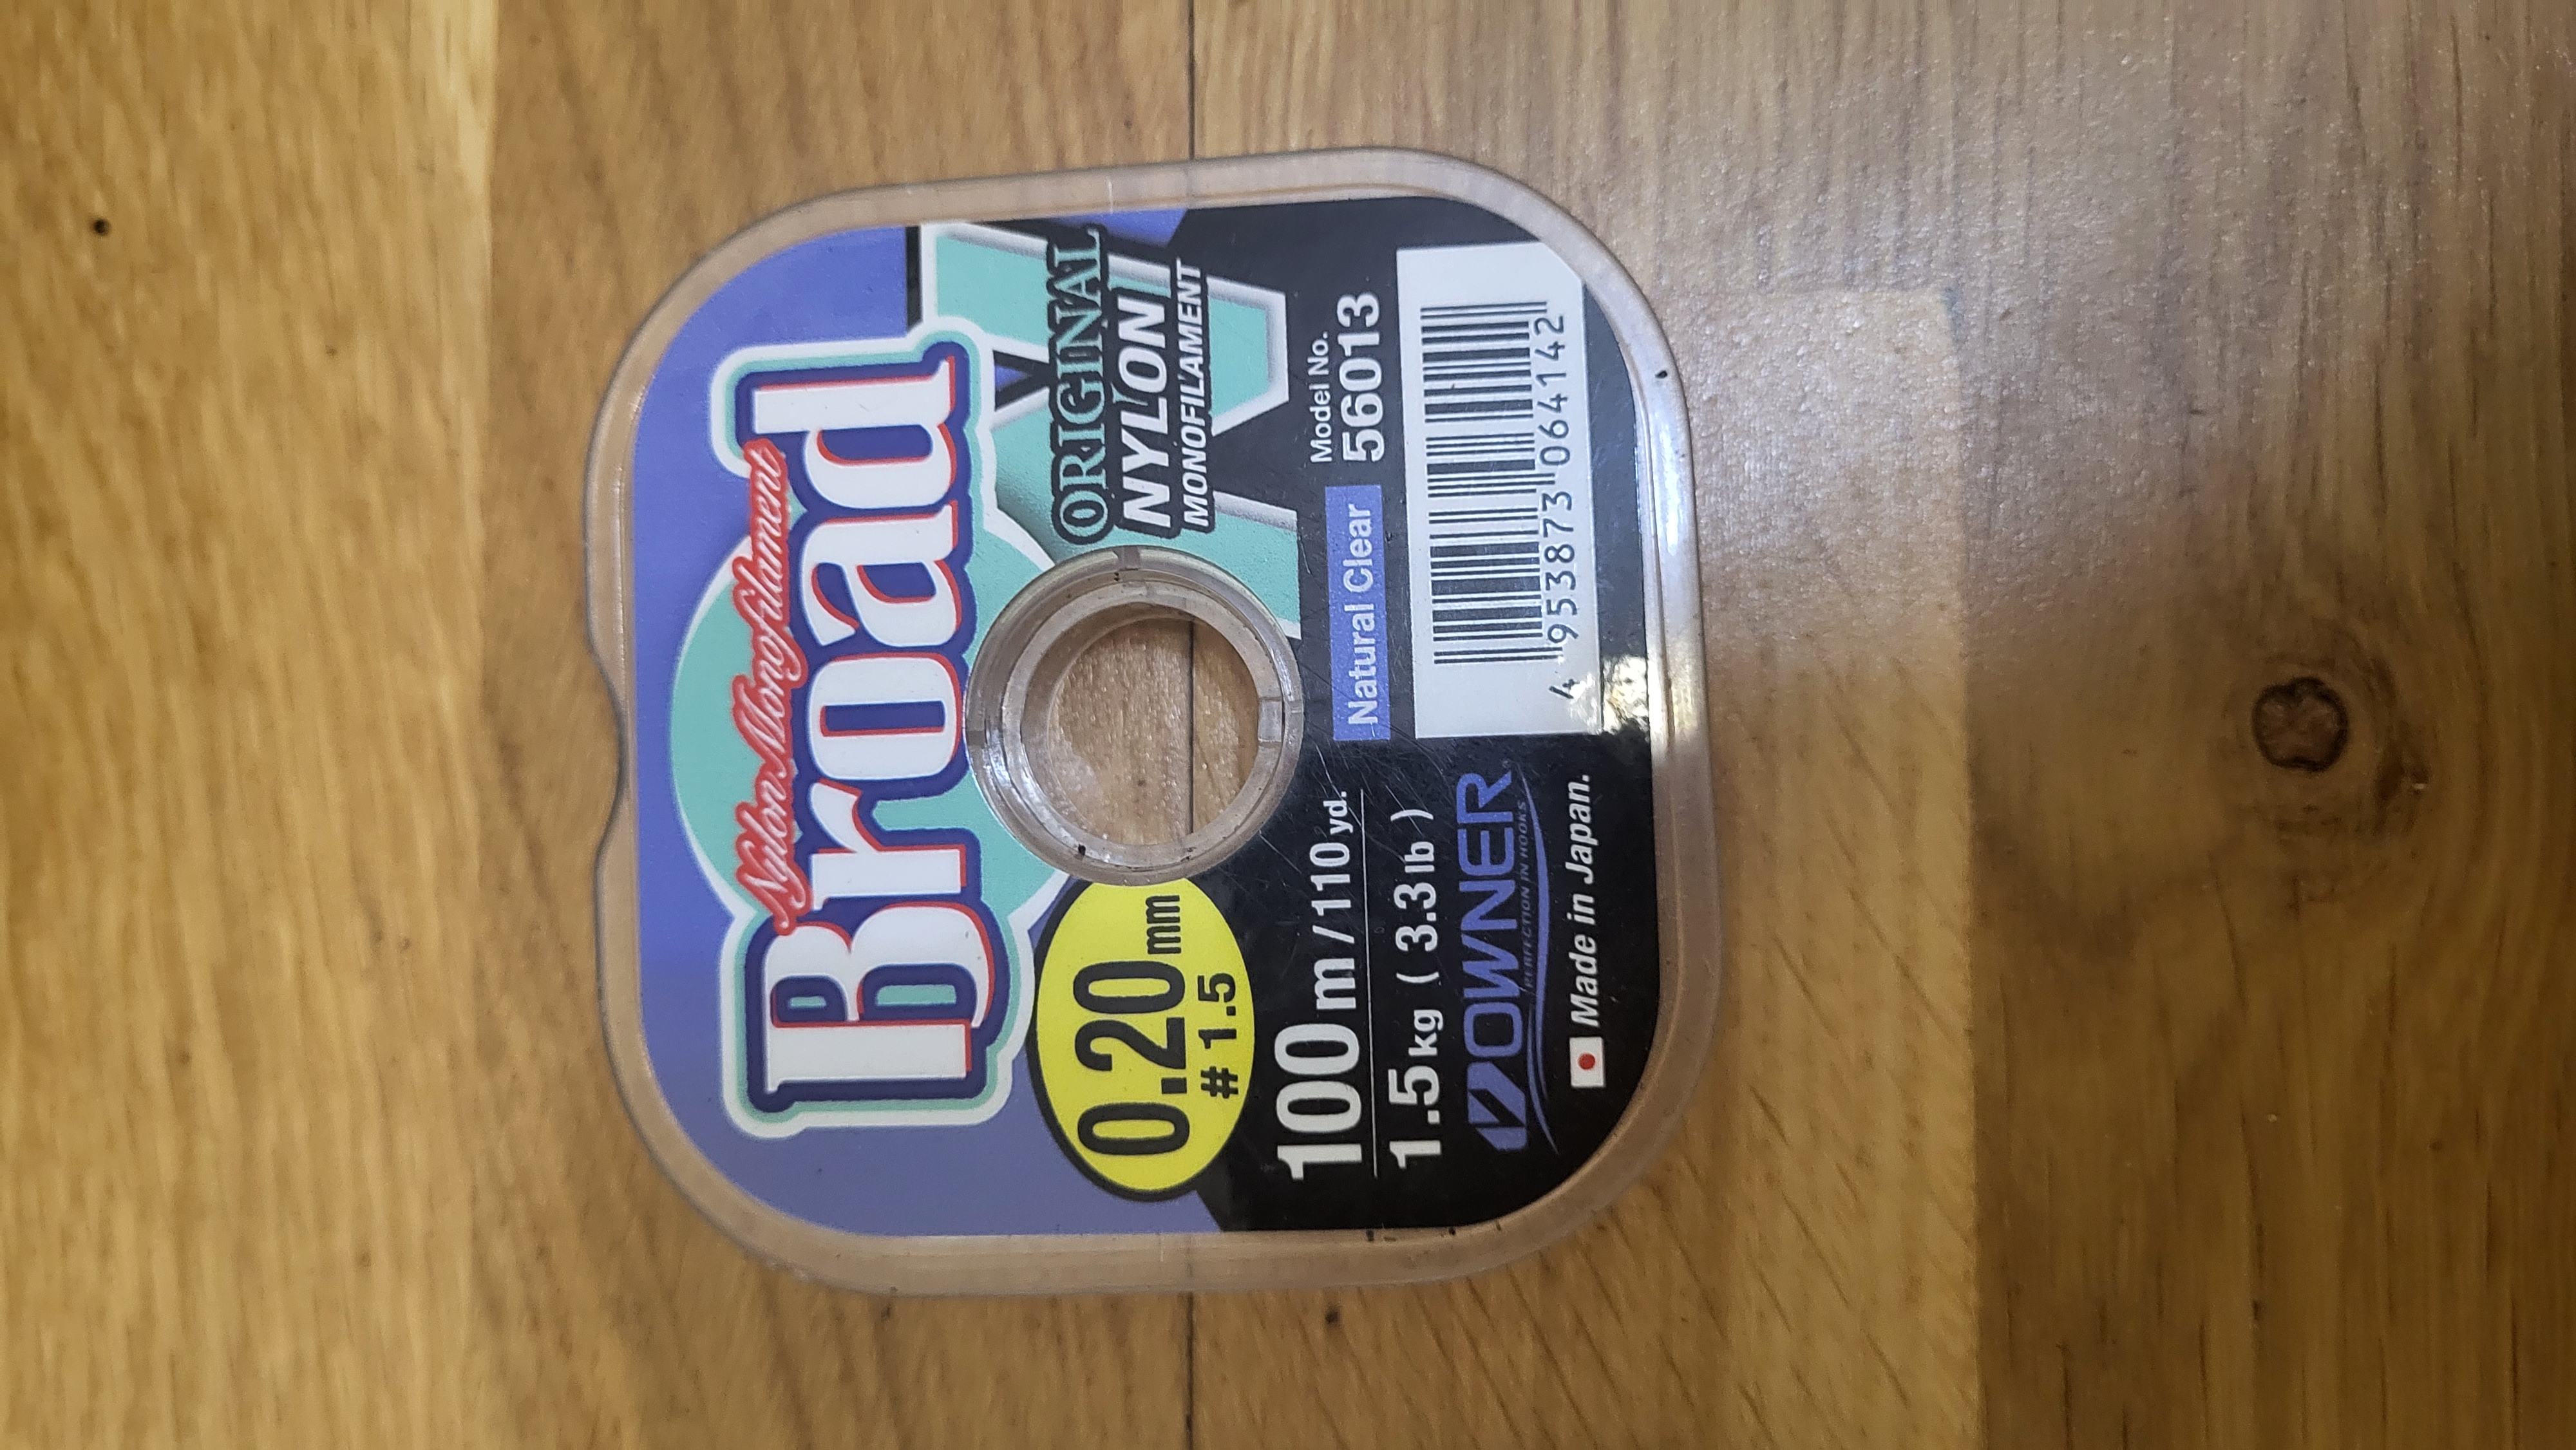 Nylon Monofilament
Broad
ORIGINAL
NYLON
MONOFILAMENT
0.20mm
# 1.5
100m/110yd.
1.5kg (3.3lb)
Natural Clear
Model No.
56013
4 953873 064142
OWNER
PERFECTION IN HOOKS
Made in Japan.